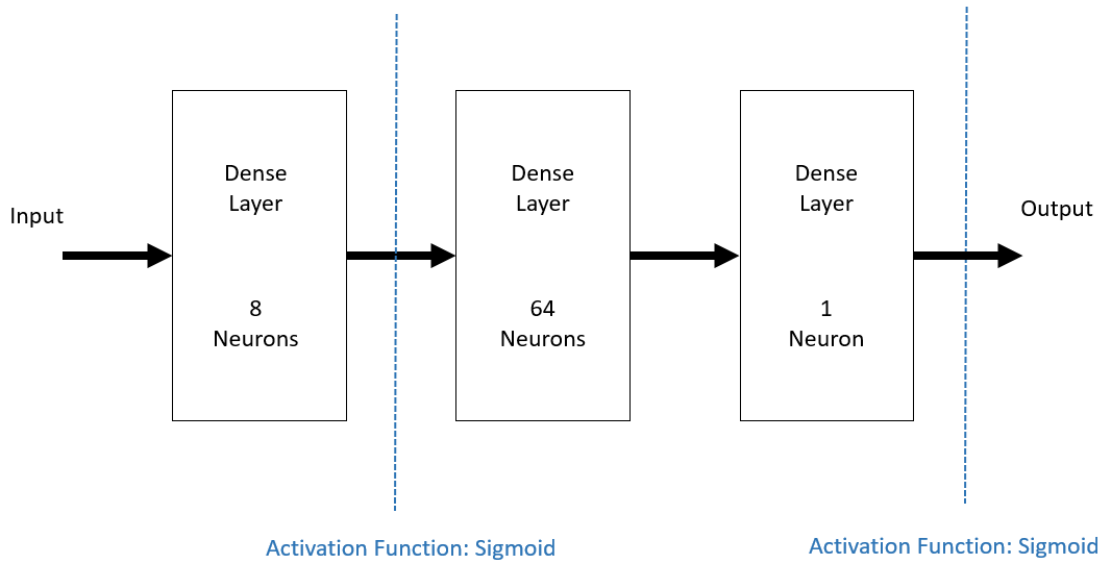 Input
Dense
Layer
8
Neurons
Dense
Layer
64
Neurons
Dense
Layer
1
Neuron
Output
Activation Function: Sigmoid
Activation Function: Sigmoid